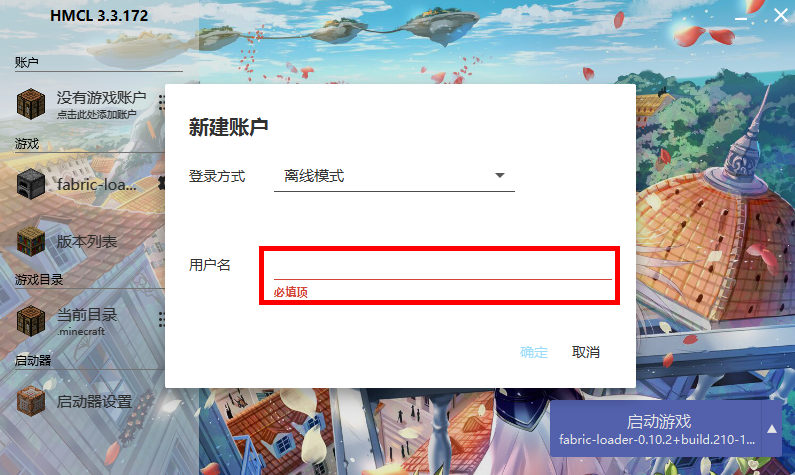 HMCL 3.3.172
账户
没有游戏账户
点击此处添加账户
游戏
fabric-loa...
版本列表
游戏目录
当前目录
.minecraft
启动器
启动器设置
新建账户
登录方式
离线模式
用户名
必填项
确定
取消
启动游戏
fabric-loader-0.10.2+build.210-1...